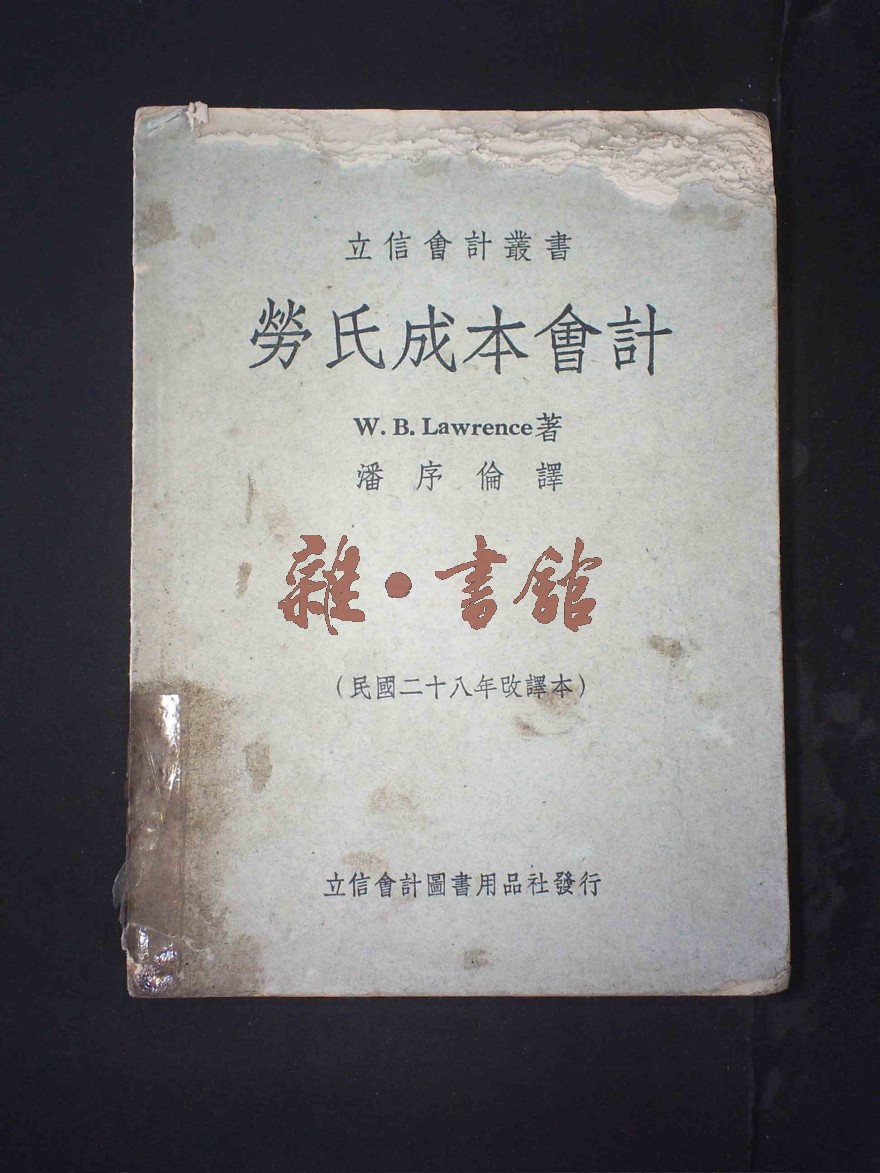 立信會計叢書
勞氏成本會計
W. B. Lawrence著
潘序倫譯
雜·書館
(民國二十八年改譯本)
立信會計圖書用品社發行